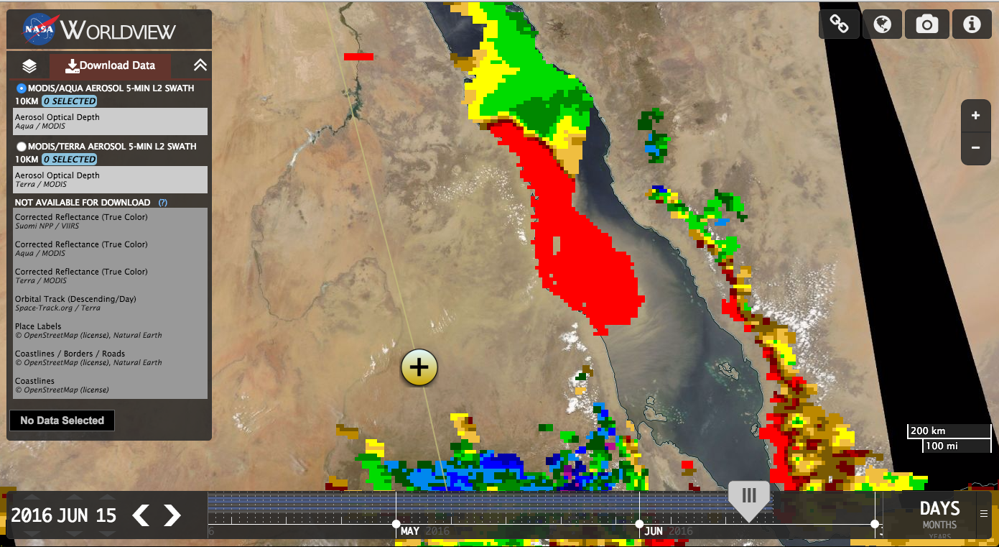 NASA WORLDVIEW
Download Data
MODIS/AQUA AEROSOL 5-MIN L2 SWATH
10KM 0 SELECTED
Aerosol Optical Depth
Aqua / MODIS
MODIS/TERRA AEROSOL 5-MIN L2 SWATH
10KM 0 SELECTED
Aerosol Optical Depth
Terra / MODIS
NOT AVAILABLE FOR DOWNLOAD (?)
Corrected Reflectance (True Color)
Suomi NPP / VIIRS
Corrected Reflectance (True Color)
Aqua / MODIS
Corrected Reflectance (True Color)
Terra / MODIS
Orbital Track (Descending/Day)
Space-Track.org / Terra
Place Labels
© OpenStreetMap (license), Natural Earth
Coastlines / Borders / Roads
© OpenStreetMap (license), Natural Earth
Coastlines
© OpenStreetMap (license)
No Data Selected
200 km
100 mi
2016 JUN 15
6
MAY 2016
JUN 2016
DAYS
MONTHS
YEARS